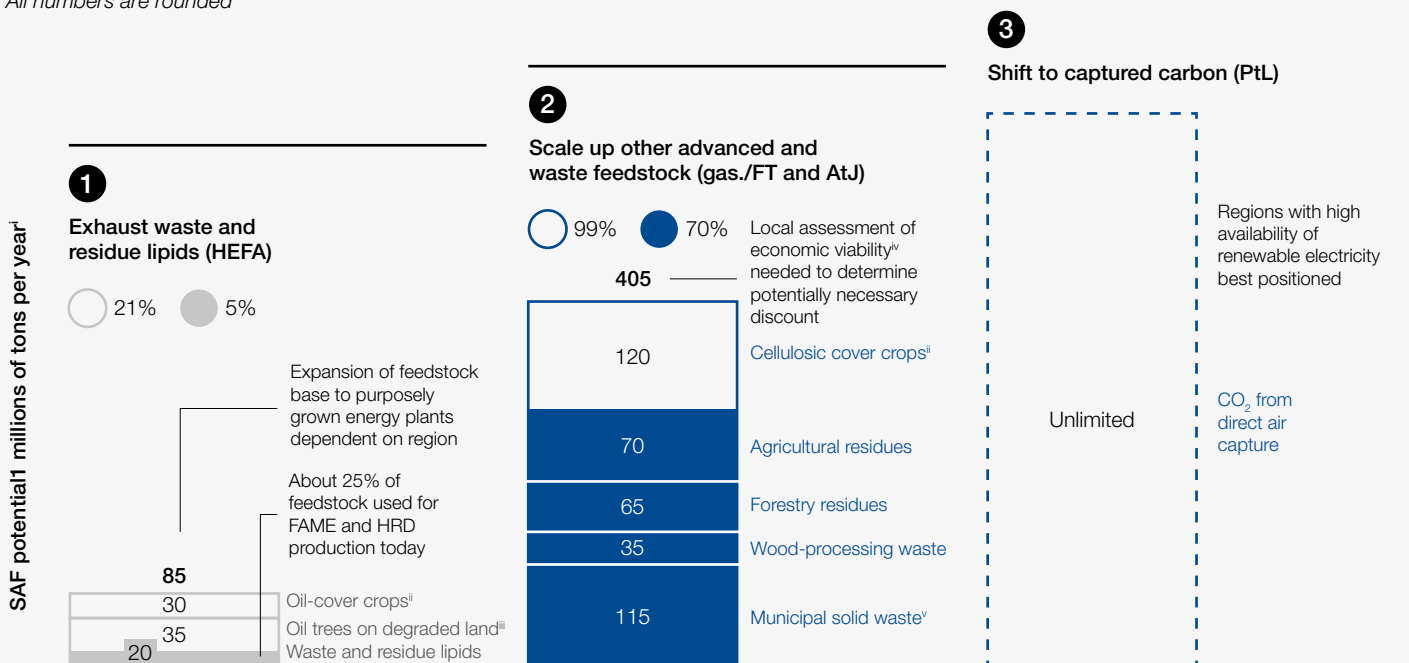 All numbers are rounded
SAF potential1 millions of tons per yearⁱ
1
Exhaust waste and
residue lipids (HEFA)
21%
5%
Expansion of feedstock
base to purposely
grown energy plants
dependent on region
About 25% of
feedstock used for
FAME and HRD
production today
85
30
Oil-cover cropsⁱⁱ
35
Oil trees on degraded landⁱⁱⁱ
20
Waste and residue lipids
2
Scale up other advanced and
waste feedstock (gas./FT and AtJ)
99%
70%
Local assessment of
economic viabilityⁱᵛ
needed to determine
potentially necessary
discount
405
120
Cellulosic cover cropsⁱⁱ
70
Agricultural residues
65
Forestry residues
35
Wood-processing waste
115
Municipal solid wasteᵛ
3
Shift to captured carbon (PtL)
Unlimited
Regions with high
availability of
renewable electricity
best positioned
CO₂ from
direct air
capture